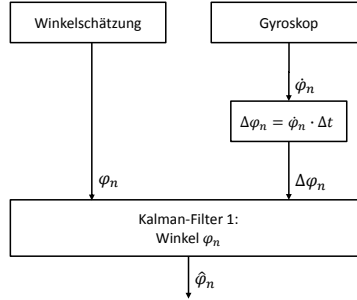 Winkelschätzung
Gyroskop
φ̇ₙ
Δφₙ = φ̇ₙ · Δt
φₙ
Δφₙ
Kalman-Filter 1:
Winkel φₙ
φ̂ₙ